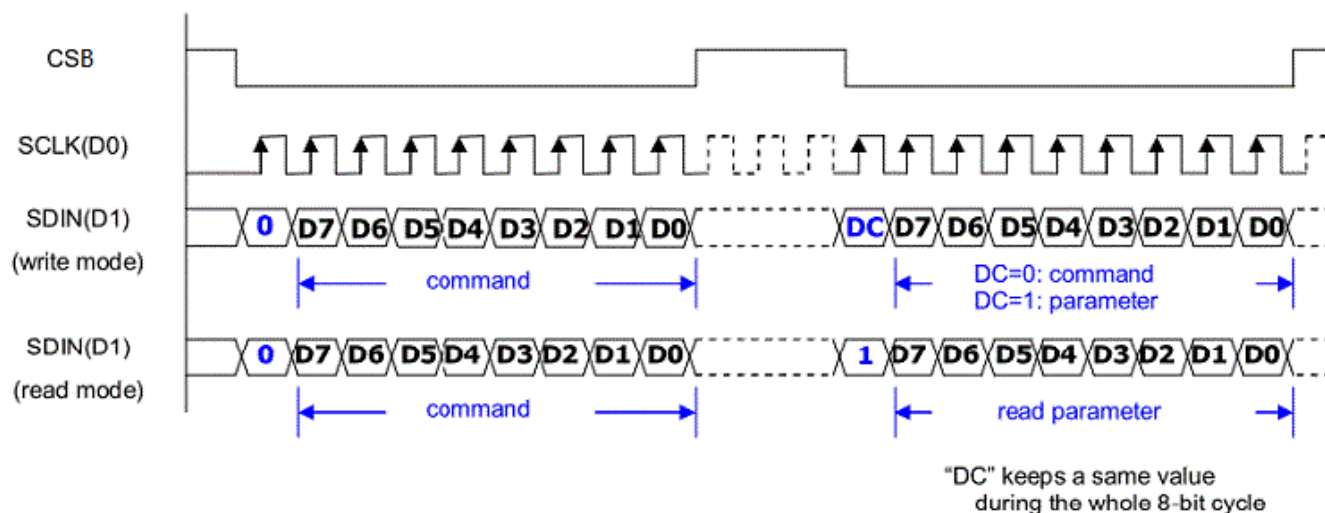 CSB
SCLK(D0)
SDIN(D1)
(write mode)
0 D7 D6 D5 D4 D3 D2 D1 D0
DC D7 D6 D5 D4 D3 D2 D1 D0
command
DC=0: command
DC=1: parameter
SDIN(D1)
(read mode)
0 D7 D6 D5 D4 D3 D2 D1 D0
1 D7 D6 D5 D4 D3 D2 D1 D0
command
read parameter
“DC” keeps a same value
during the whole 8-bit cycle